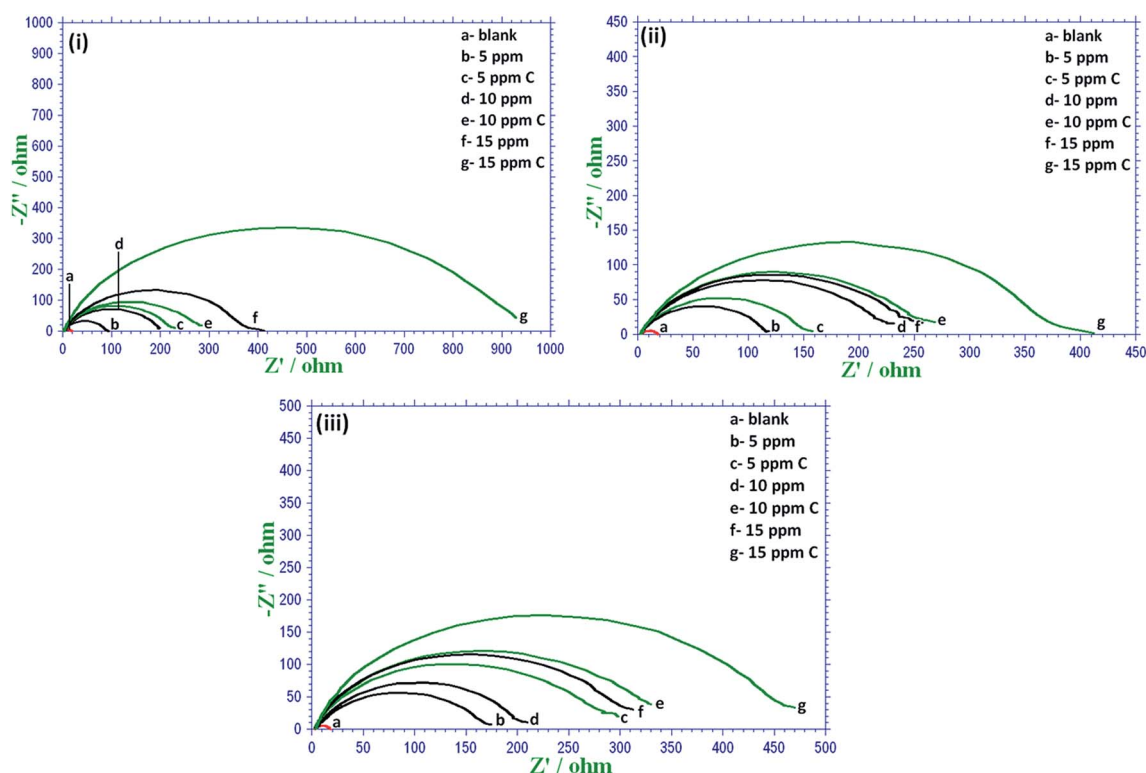 (i)
a- blank
b- 5 ppm
c- 5 ppm C
d- 10 ppm
e- 10 ppm C
f- 15 ppm
g- 15 ppm C
1000
900
800
700
600
500
400
300
200
100
0
-Z'' / ohm
a
d
b
c
e
f
g
0 100 200 300 400 500 600 700 800 900 1000
Z' / ohm
(ii)
a- blank
b- 5 ppm
c- 5 ppm C
d- 10 ppm
e- 10 ppm C
f- 15 ppm
g- 15 ppm C
450
400
350
300
250
200
150
100
50
0
-Z'' / ohm
a
b
c
d
f
e
g
0 50 100 150 200 250 300 350 400 450
Z' / ohm
(iii)
a- blank
b- 5 ppm
c- 5 ppm C
d- 10 ppm
e- 10 ppm C
f- 15 ppm
g- 15 ppm C
500
450
400
350
300
250
200
150
100
50
0
-Z'' / ohm
a
b
d
c
f
e
g
0 50 100 150 200 250 300 350 400 450 500
Z' / ohm